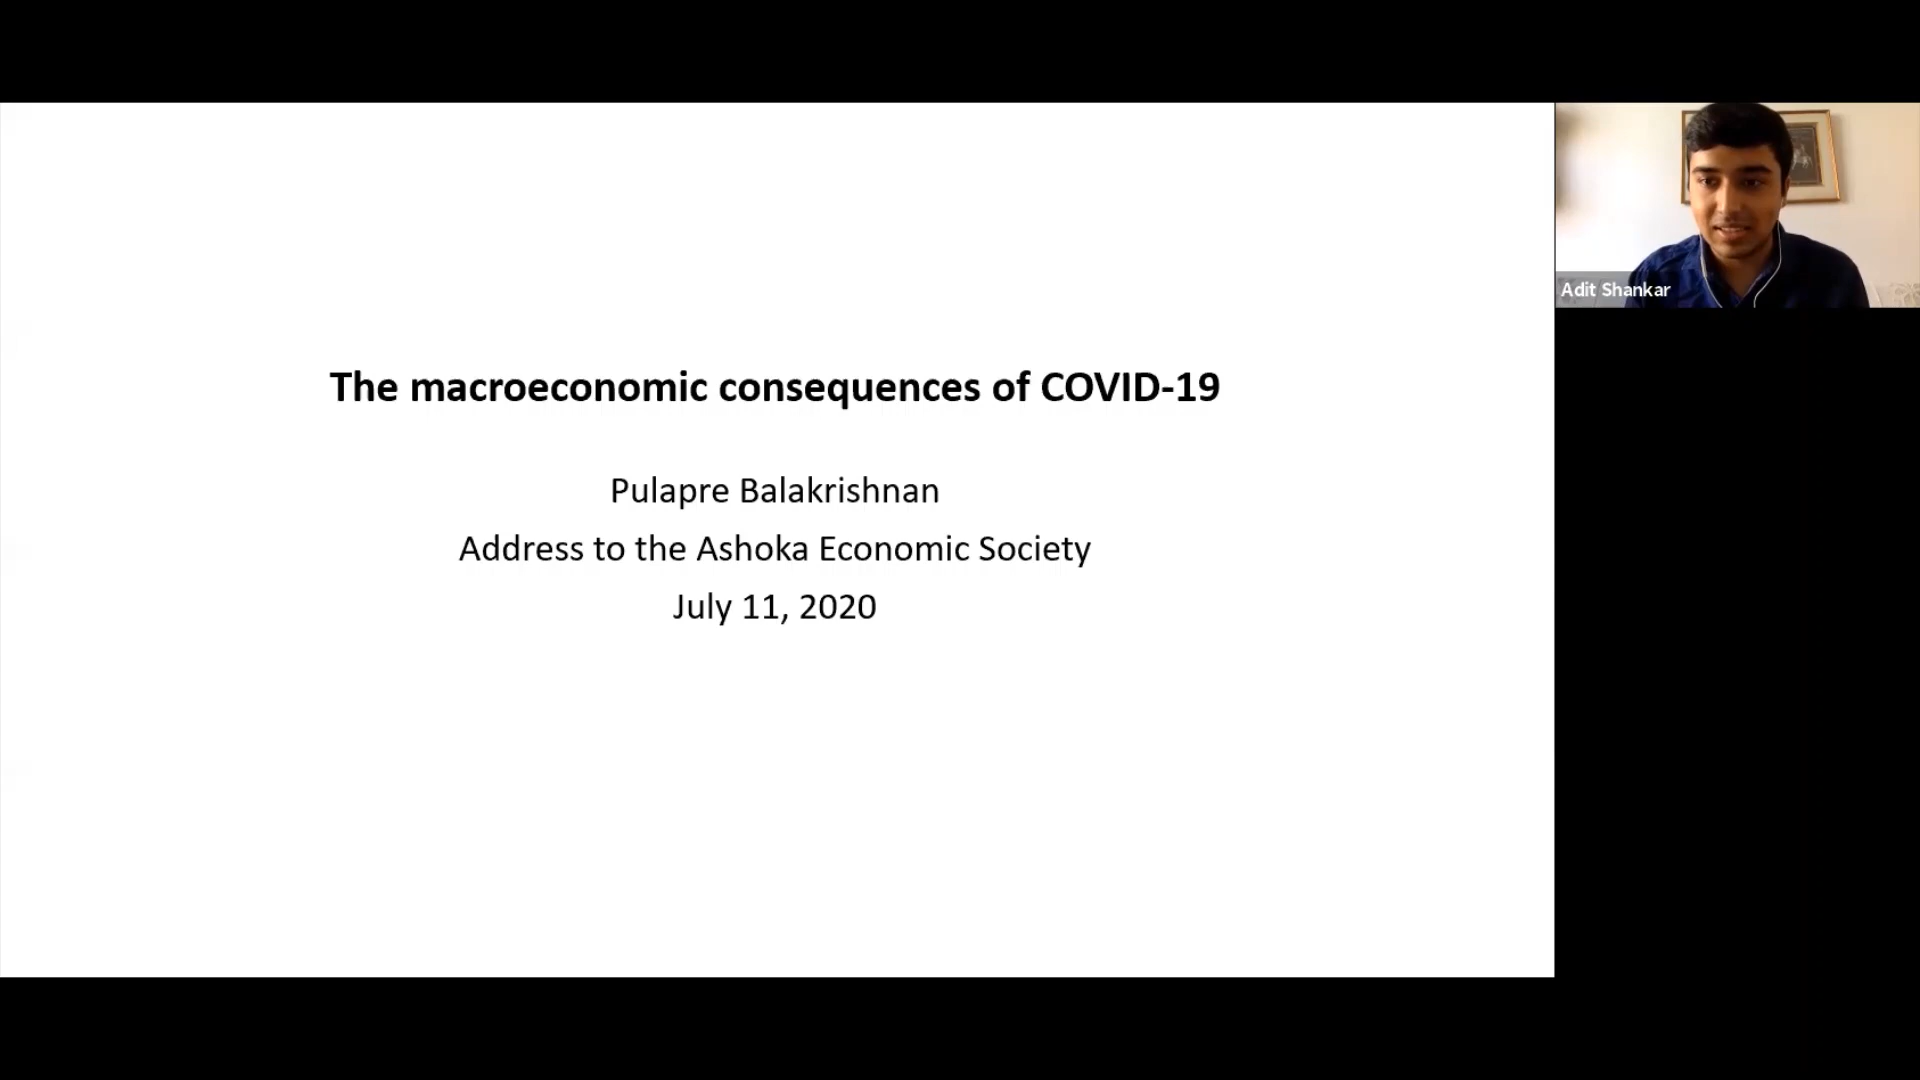 The macroeconomic consequences of COVID-19
Pulapre Balakrishnan
Address to the Ashoka Economic Society
July 11, 2020
Adit Shankar